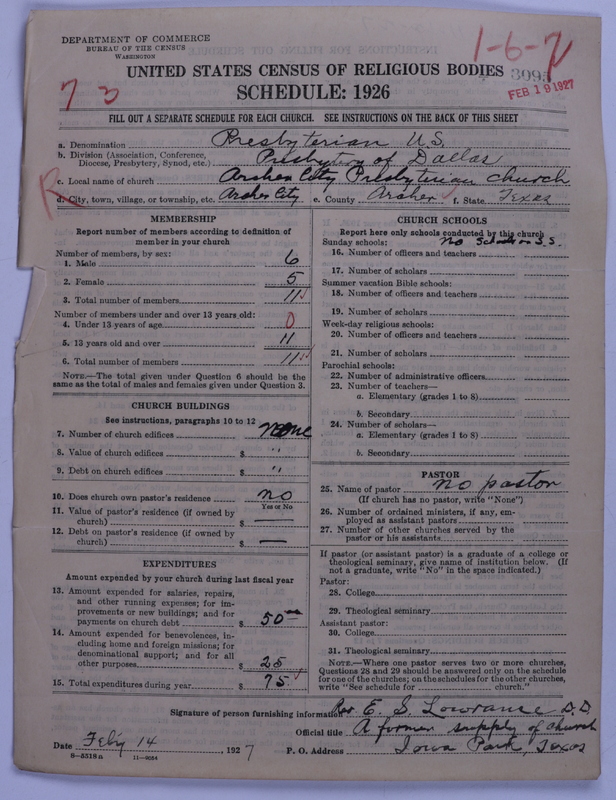 DEPARTMENT OF COMMERCE
BUREAU OF THE CENSUS
WASHINGTON
1-6-
3095
FEB 19 1927
UNITED STATES CENSUS OF RELIGIOUS BODIES
SCHEDULE: 1926
FILL OUT A SEPARATE SCHEDULE FOR EACH CHURCH. SEE INSTRUCTIONS ON THE BACK OF THIS SHEET
a. Denomination Presbyterian U.S.
b. Division (Association, Conference, Diocese, Presbytery, Synod, etc.) Presbytery of Dallas
c. Local name of church Archer City Presbyterian Church
R
d. City, town, village, or township, etc. Archer City e. County Archer f. State Texas
MEMBERSHIP
Report number of members according to definition of
member in your church
Number of members, by sex:
1. Male 6
2. Female 5
3. Total number of members 11
Number of members under and over 13 years old:
4. Under 13 years of age 0
5. 13 years old and over 11
6. Total number of members 11
NOTE.—The total given under Question 6 should be the
same as the total of males and females given under Question 3.
CHURCH BUILDINGS
See instructions, paragraphs 10 to 12
7. Number of church edifices None
8. Value of church edifices $ "
9. Debt on church edifices $ "
10. Does church own pastor's residence no
Yes or No
11. Value of pastor's residence (if owned by
church) $ —
12. Debt on pastor's residence (if owned by
church) $ —
EXPENDITURES
Amount expended by your church during last fiscal year
13. Amount expended for salaries, repairs,
and other running expenses; for im-
provements or new buildings; and for
payments on church debt $ 50
14. Amount expended for benevolences, in-
cluding home and foreign missions; for
denominational support; and for all
other purposes $ 25
15. Total expenditures during year $ 75
CHURCH SCHOOLS
Report here only schools conducted by this church
Sunday schools: no School or S.S.
16. Number of officers and teachers
17. Number of scholars
Summer vacation Bible schools:
18. Number of officers and teachers
19. Number of scholars
Week-day religious schools:
20. Number of officers and teachers
21. Number of scholars
Parochial schools:
22. Number of administrative officers
23. Number of teachers—
a. Elementary (grades 1 to 8)
b. Secondary
24. Number of scholars—
a. Elementary (grades 1 to 8)
b. Secondary $
PASTOR
25. Name of pastor no pastor
(If church has no pastor, write "None")
26. Number of ordained ministers, if any, em-
ployed as assistant pastors
27. Number of other churches served by the
pastor or his assistants
If pastor (or assistant pastor) is a graduate of a college or
theological seminary, give name of institution below. (If
not a graduate, write "No" in the space indicated.)
Pastor:
28. College
29. Theological seminary
Assistant pastor:
30. College
31. Theological seminary
NOTE.—Where one pastor serves two or more churches,
Questions 28 and 29 should be answered only on the schedule
for one of the churches; on the schedules for the other churches,
write "See schedule for church."
Signature of person furnishing information Rev E. S. Lowrance D.D.
Official title A former supply of church
Date Feby 14, 1927 P. O. Address Iowa Park, Texas
8-5518a 11-9084